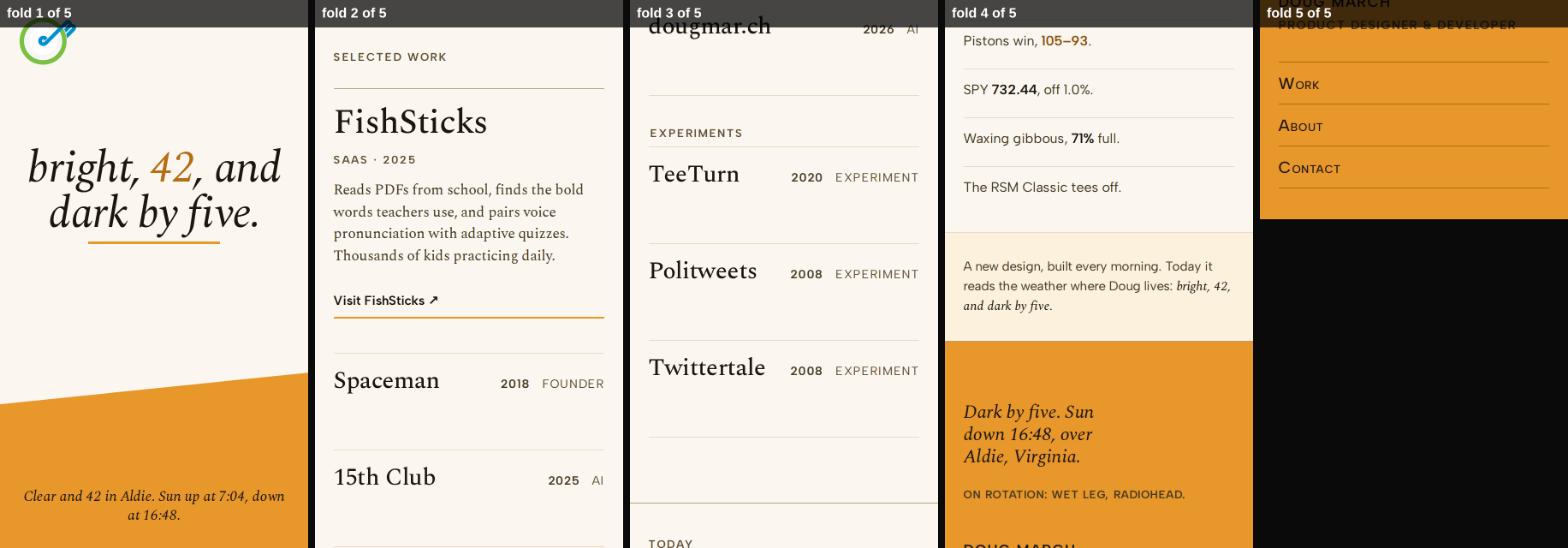 fold 1 of 5
bright, 42, and
dark by five.
Clear and 42 in Aldie. Sun up at 7:04, down
at 16:48.
fold 2 of 5
SELECTED WORK
FishSticks
SAAS · 2025
Reads PDFs from school, finds the bold
words teachers use, and pairs voice
pronunciation with adaptive quizzes.
Thousands of kids practicing daily.
Visit FishSticks ↗
Spaceman 2018 FOUNDER
15th Club 2025 AI
fold 3 of 5
dougmar.ch 2026 AI
EXPERIMENTS
TeeTurn 2020 EXPERIMENT
Politweets 2008 EXPERIMENT
Twittertale 2008 EXPERIMENT
TODAY
fold 4 of 5
Pistons win, 105–93.
SPY 732.44, off 1.0%.
Waxing gibbous, 71% full.
The RSM Classic tees off.
A new design, built every morning. Today it
reads the weather where Doug lives: bright, 42,
and dark by five.
Dark by five. Sun
down 16:48, over
Aldie, Virginia.
ON ROTATION: WET LEG, RADIOHEAD.
DOUG MARCH
fold 5 of 5
DOUG MARCH
PRODUCT DESIGNER & DEVELOPER
Work
About
Contact